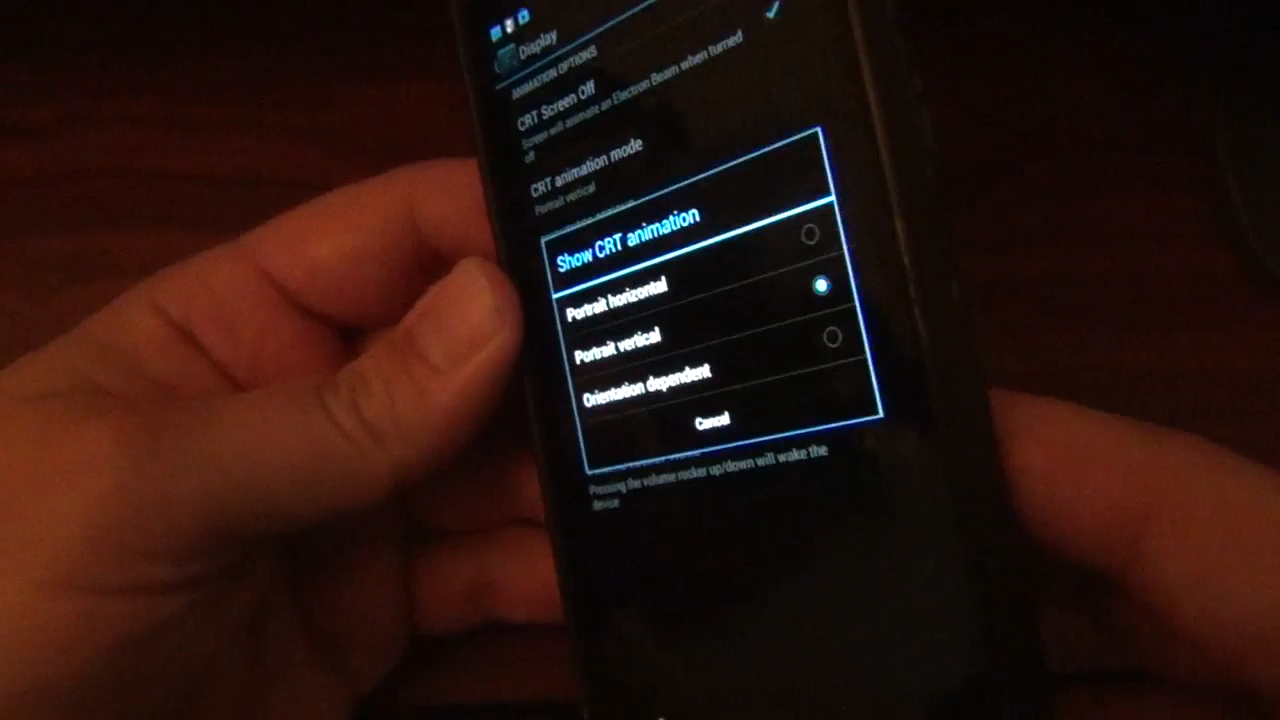 Display
ANIMATION OPTIONS
CRT Screen Off
Screen will animate an Electron Beam when turned
off
CRT animation mode
Portrait vertical
Show CRT animation
Portrait horizontal
Portrait vertical
Orientation dependent
Cancel
Pressing the volume rocker up/down will wake the
device